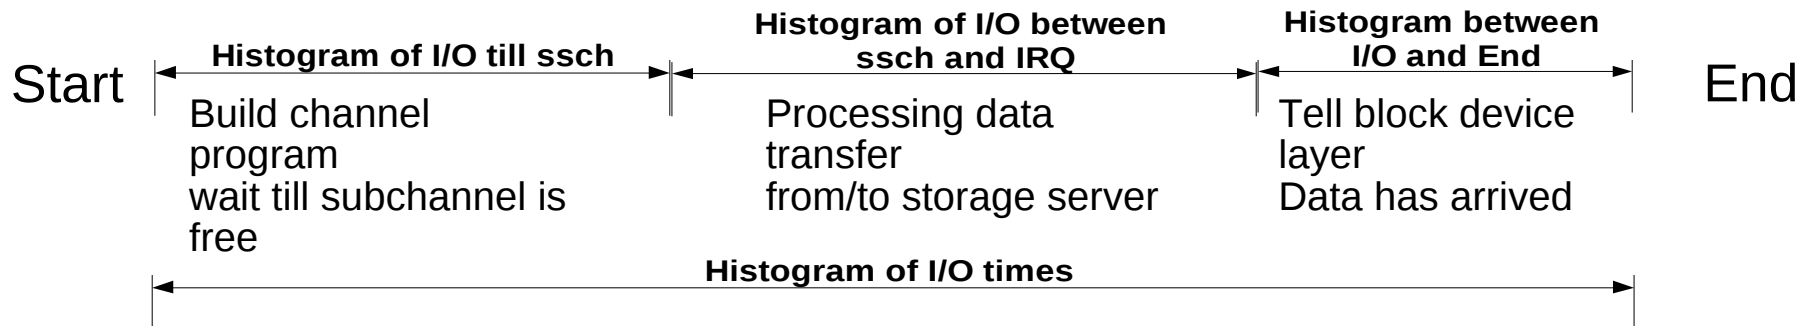 Start
Histogram of I/O till ssch
Build channel
program
wait till subchannel is
free
Histogram of I/O between
ssch and IRQ
Processing data
transfer
from/to storage server
Histogram between
I/O and End
Tell block device
layer
Data has arrived
End
Histogram of I/O times